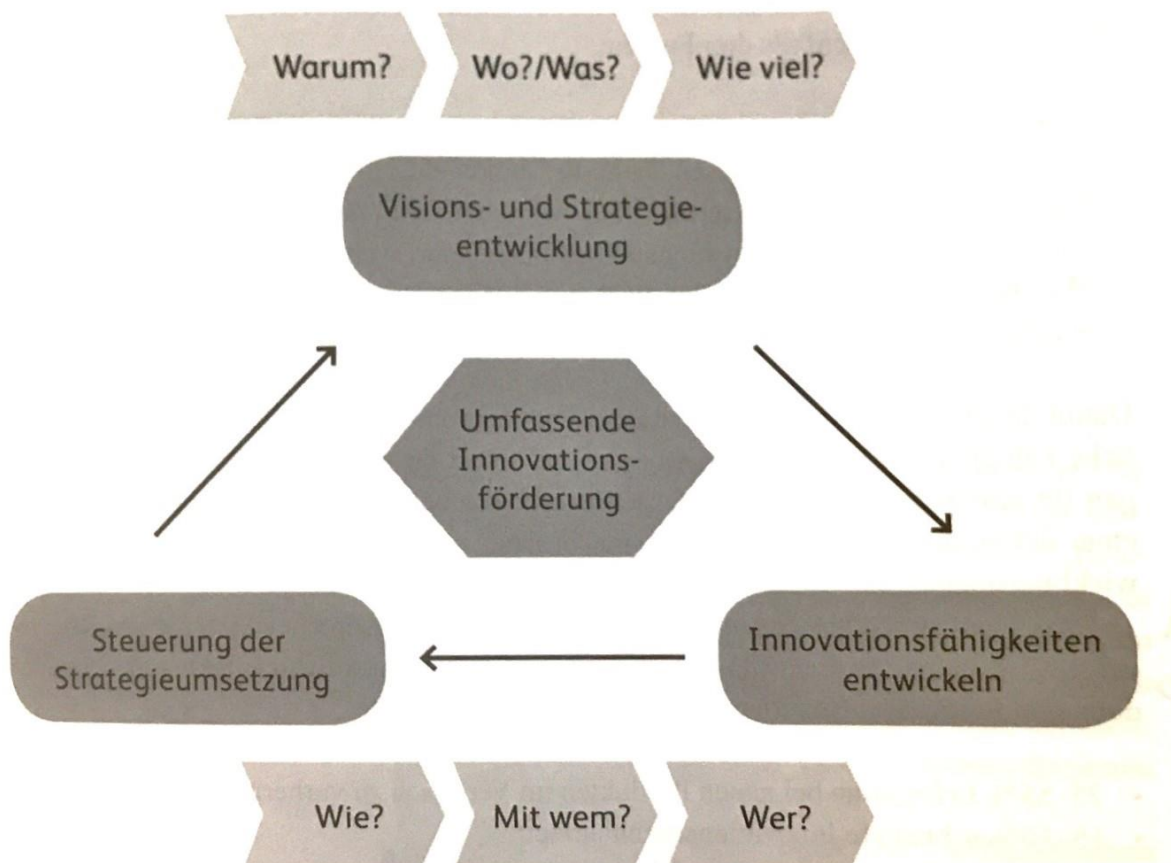 Warum?
Wo?/Was?
Wie viel?
Visions- und Strategie-
entwicklung
Umfassende
Innovations-
förderung
Steuerung der
Strategieumsetzung
Innovationsfähigkeiten
entwickeln
Wie?
Mit wem?
Wer?